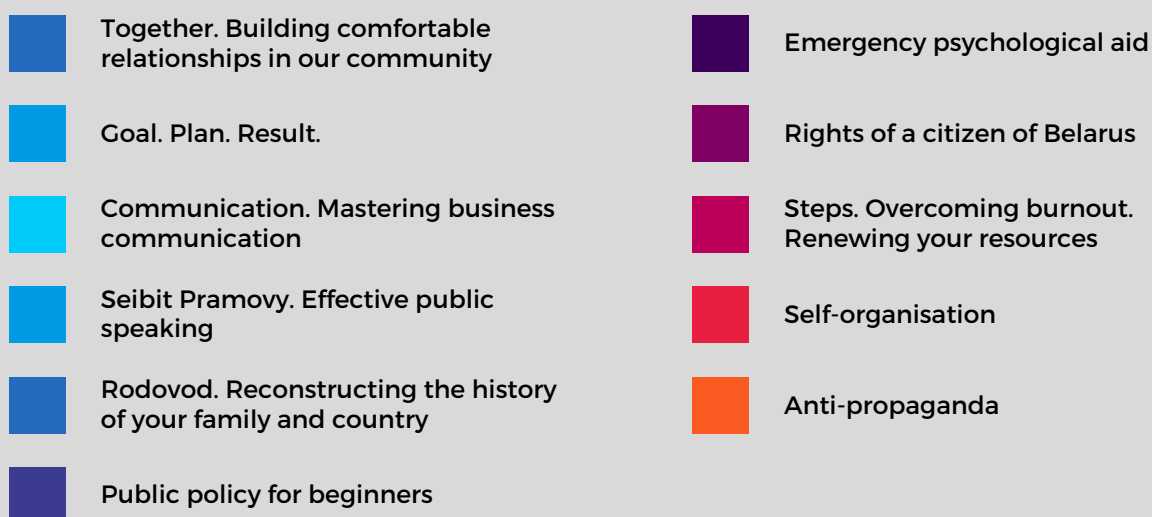 Together. Building comfortable
relationships in our community
Goal. Plan. Result.
Communication. Mastering business
communication
Seibit Pramovy. Effective public
speaking
Rodovod. Reconstructing the history
of your family and country
Public policy for beginners
Emergency psychological aid
Rights of a citizen of Belarus
Steps. Overcoming burnout.
Renewing your resources
Self-organisation
Anti-propaganda